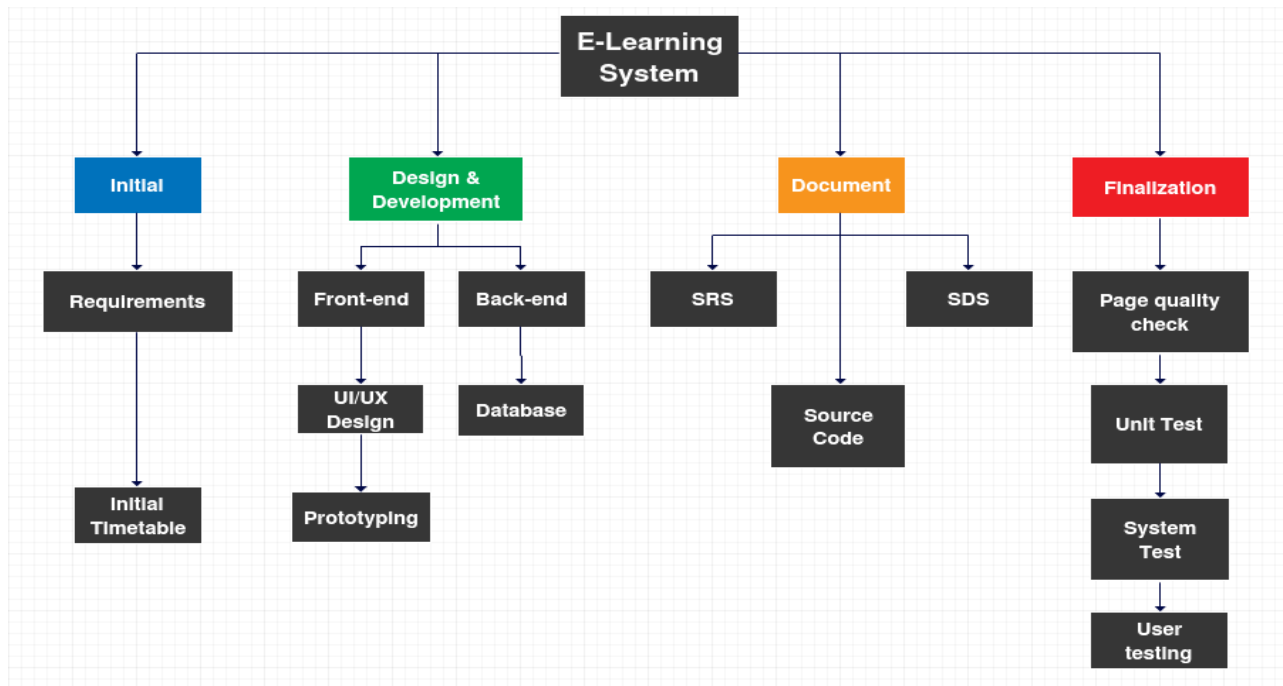 E-Learning
System
Initial
Design &
Development
Document
Finalization
Requirements
Front-end
Back-end
SRS
SDS
Page quality
check
UI/UX
Design
Database
Source
Code
Unit Test
Initial
Timetable
Prototyping
System
Test
User
testing